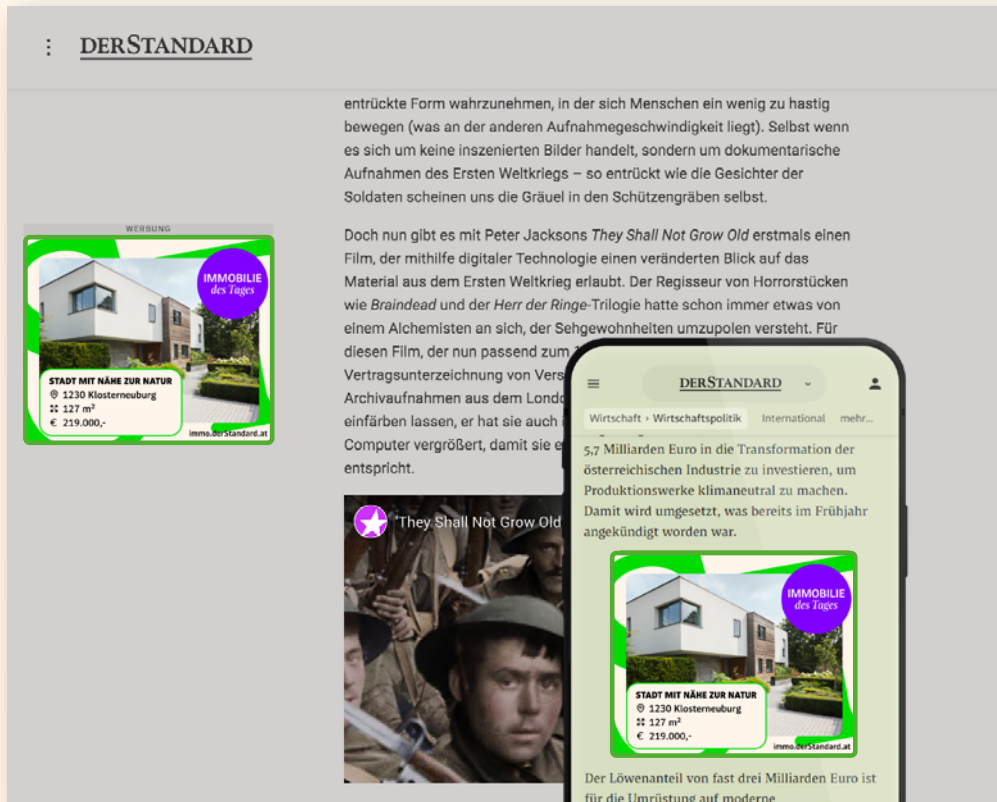 DERSTANDARD
entrückte Form wahrzunehmen, in der sich Menschen ein wenig zu hastig
bewegen (was an der anderen Aufnahmegeschwindigkeit liegt). Selbst wenn
es sich um keine inszenierten Bilder handelt, sondern um dokumentarische
Aufnahmen des Ersten Weltkriegs – so entrückt wie die Gesichter der
Soldaten scheinen uns die Gräuel in den Schützengräben selbst.
WERBUNG
IMMOBILIE
des Tages
STADT MIT NÄHE ZUR NATUR
1230 Klosterneuburg
127 m²
€ 219.000,-
immo.derStandard.at
Doch nun gibt es mit Peter Jacksons They Shall Not Grow Old erstmals einen
Film, der mithilfe digitaler Technologie einen veränderten Blick auf das
Material aus dem Ersten Weltkrieg erlaubt. Der Regisseur von Horrorstücken
wie Braindead und der Herr der Ringe-Trilogie hatte schon immer etwas von
einem Alchemisten an sich, der Sehgewohnheiten umzupolen versteht. Für
diesen Film, der nun passend zum
Vertragsunterzeichnung von Vers
Archivaufnahmen aus dem Londo
einfärben lassen, er hat sie auch
Computer vergrößert, damit sie e
entspricht.
'They Shall Not Grow Old
DERSTANDARD
Wirtschaft › Wirtschaftspolitik International mehr...
5,7 Milliarden Euro in die Transformation der
österreichischen Industrie zu investieren, um
Produktionswerke klimaneutral zu machen.
Damit wird umgesetzt, was bereits im Frühjahr
angekündigt worden war.
IMMOBILIE
des Tages
STADT MIT NÄHE ZUR NATUR
1230 Klosterneuburg
127 m²
€ 219.000,-
immo.derStandard.at
Der Löwenanteil von fast drei Milliarden Euro ist
für die Umrüstung auf moderne